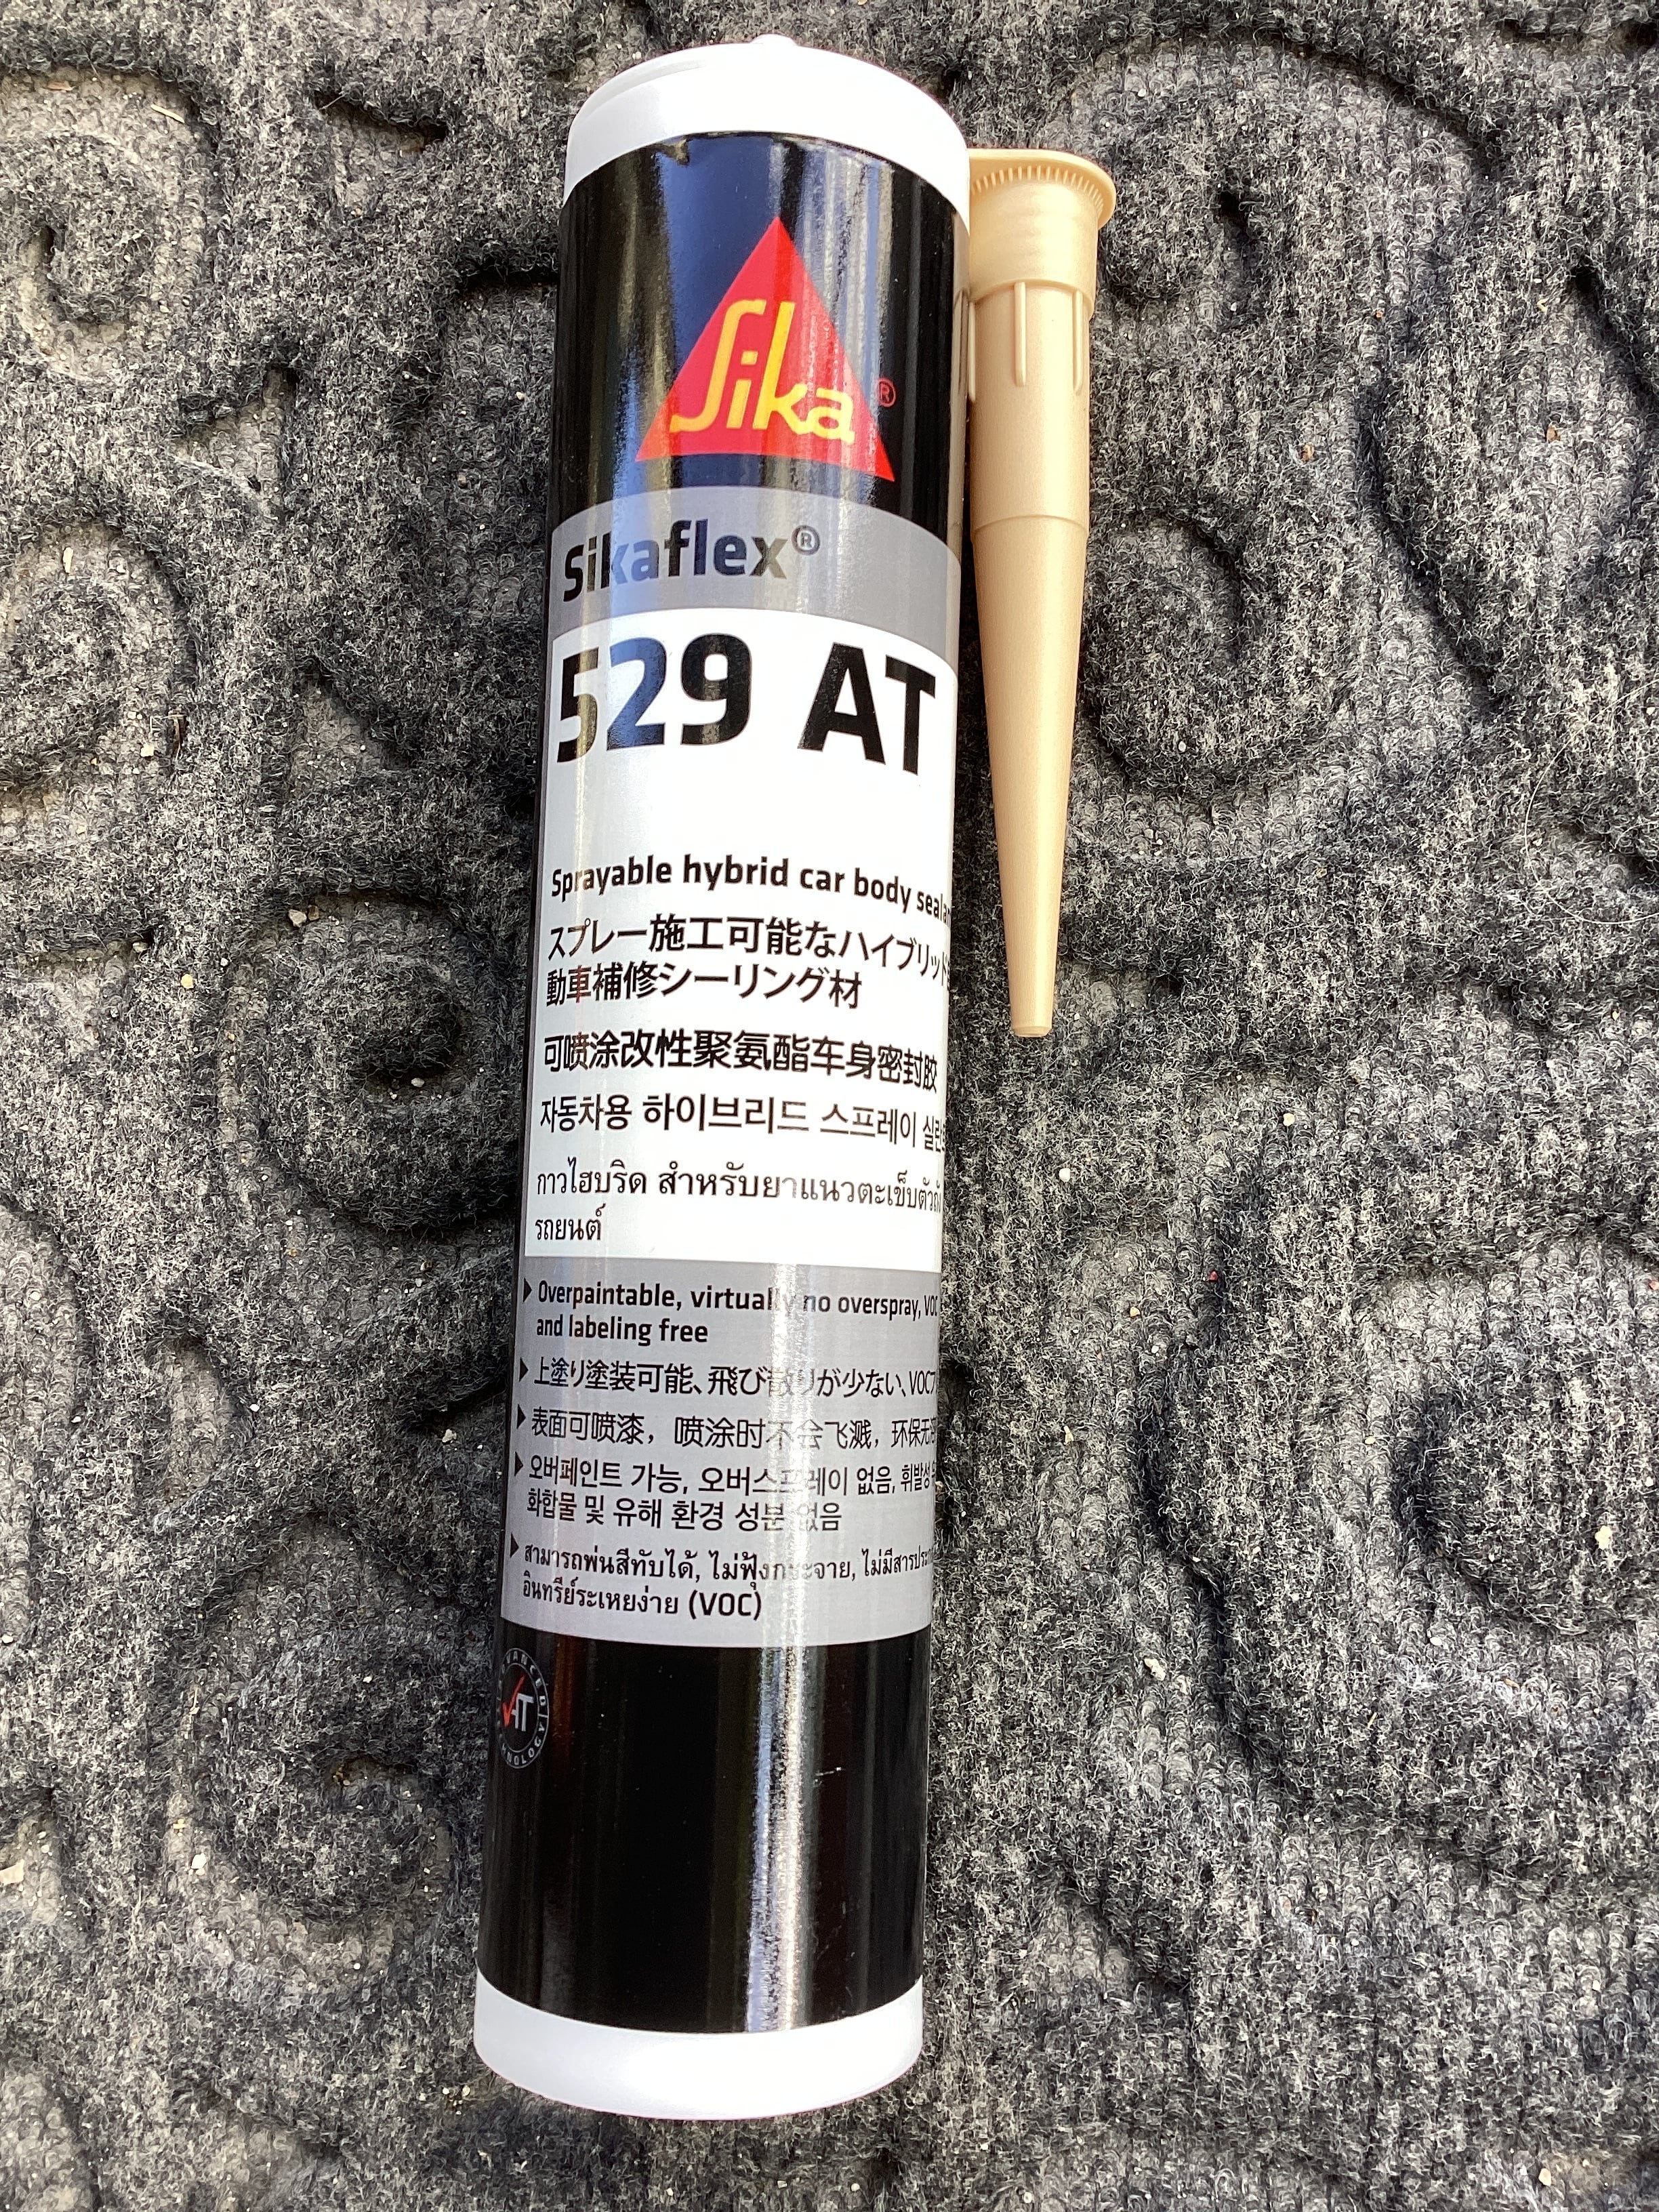 Sika®
Sikaflex®
529 AT
Sprayable hybrid car body
スプレー施工可能なハイブリッド
動車補修シーリング材
可喷涂改性聚氨酯车身密封胶
자동차용 하이브리드 스프레이
กาวไฮบริด สำหรับยาแนวตะเข็บตัวถัง
รถยนต์
Overpaintable, virtually no overspray, VOC
and labeling free
上塗り塗装可能、飛び散りが少ない、VOC
表面可喷漆，喷涂时不会飞溅，环保无
오버페인트 가능, 오버스프레이 없음, 휘발성
화합물 및 유해 환경 성분 없음
สามารถพ่นสีทับได้, ไม่ฟุ้งกระจาย,
อินทรีย์ระเหยง่าย (VOC)
ADVANCED
AT
TECHNOLOGY